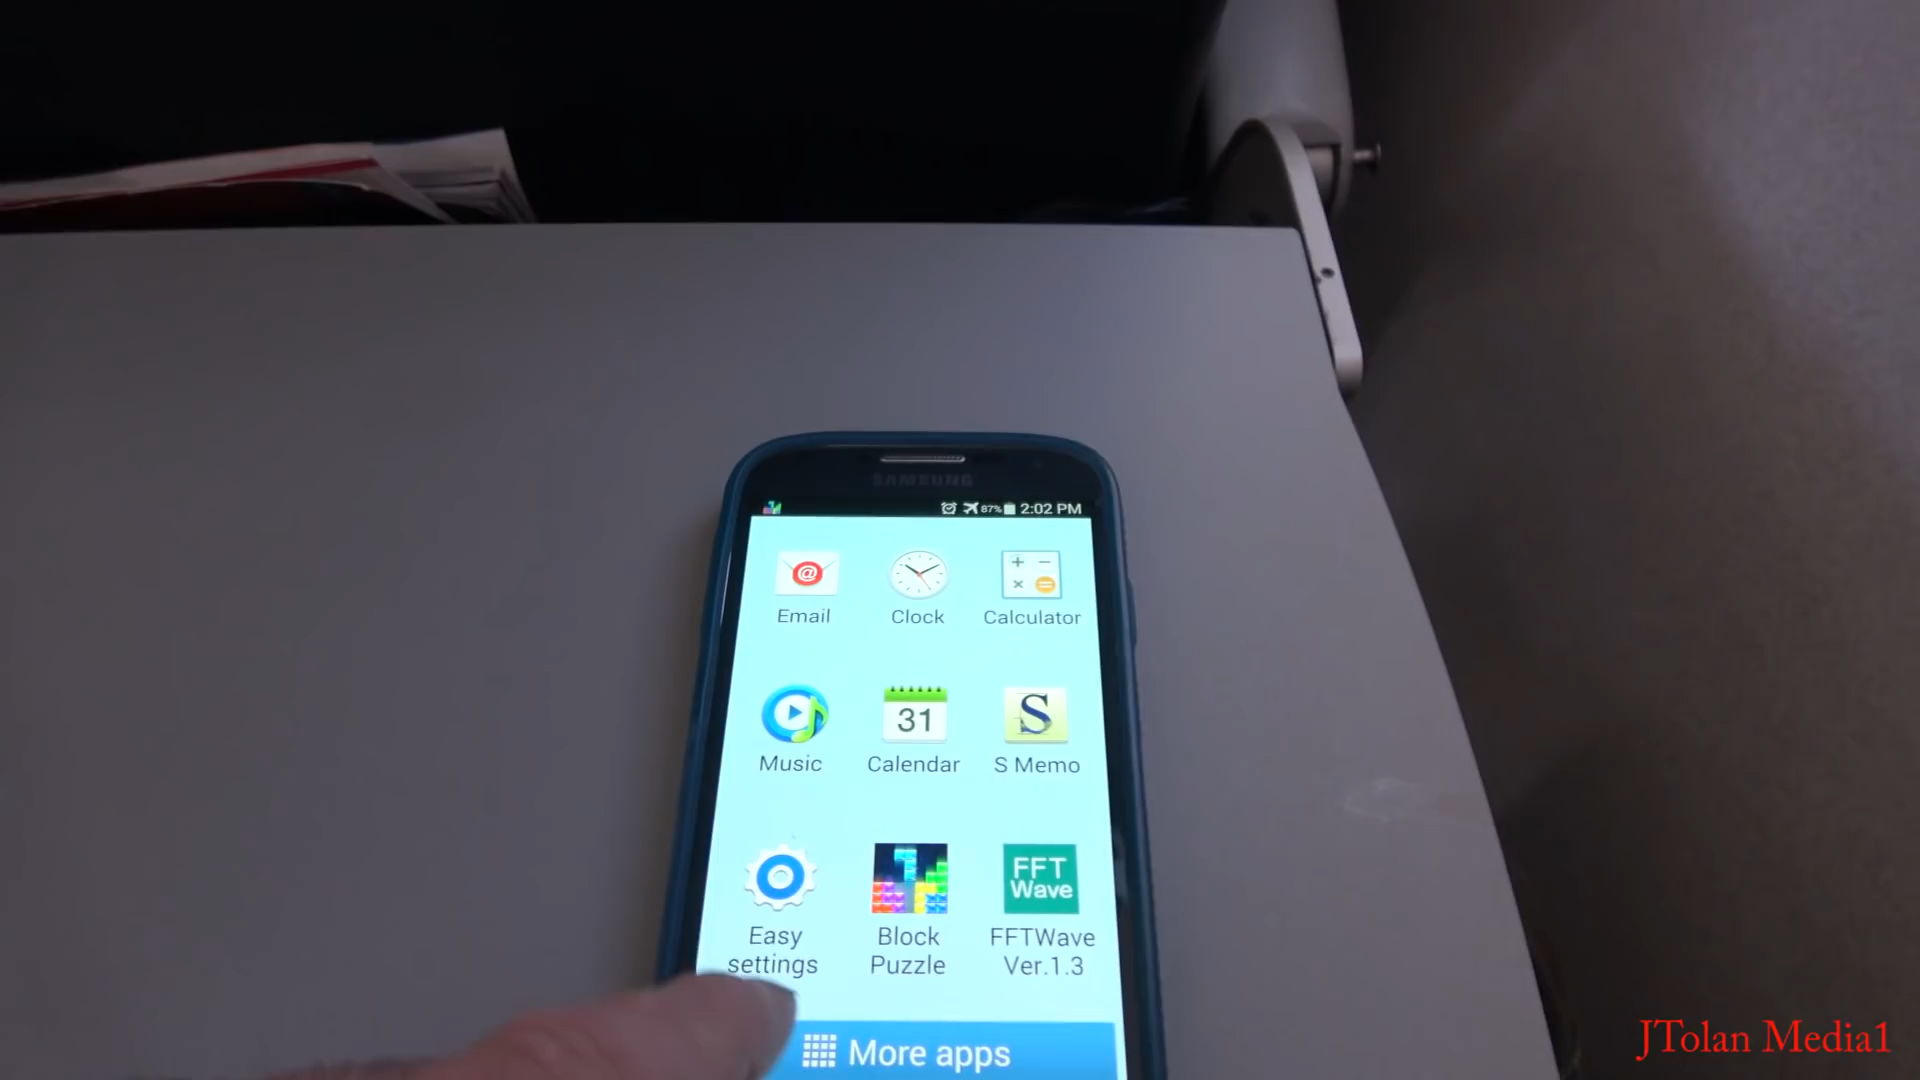 SAMSUNG
87% 2:02 PM
Email Clock Calculator
31
S
Music Calendar S Memo
FFT
Wave
Easy settings
Block Puzzle
FFTWave Ver.1.3
More apps
JTolan Media1